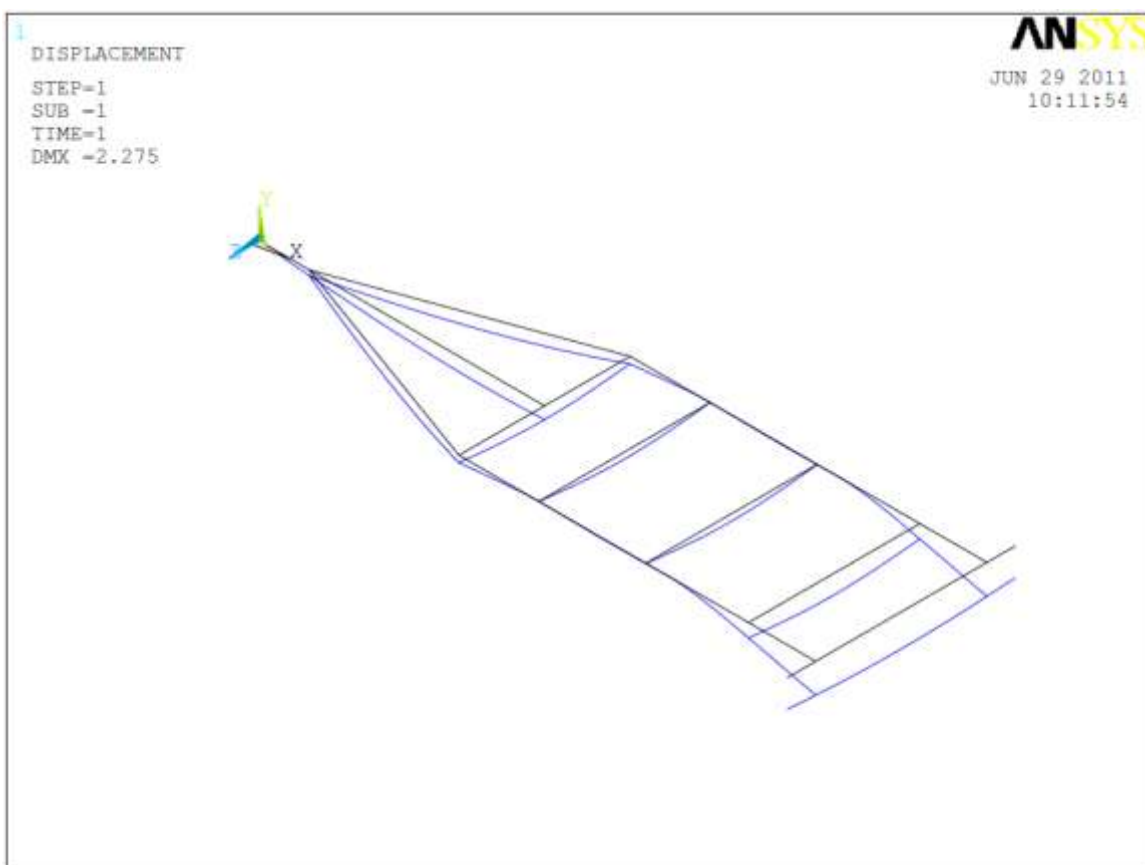 1
DISPLACEMENT
STEP=1
SUB =1
TIME=1
DMX =2.275
ANSYS
JUN 29 2011
10:11:54
Y
Z
X